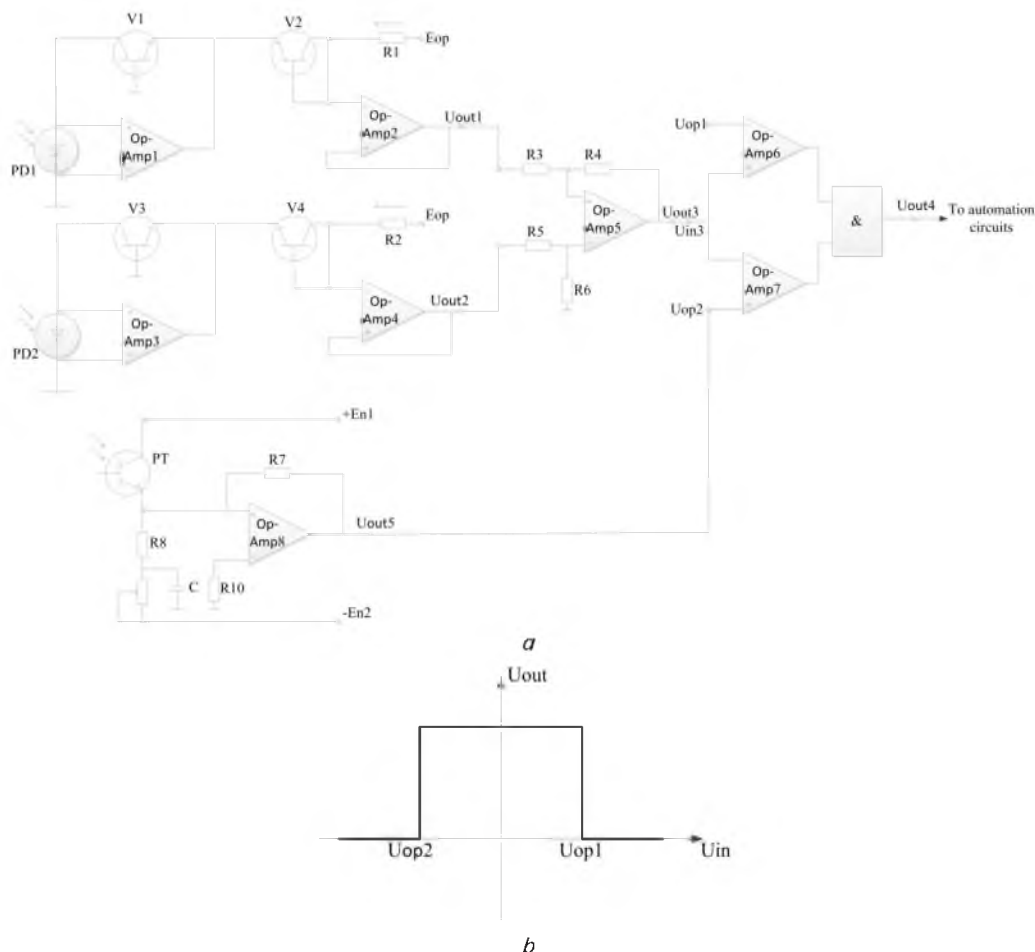 V1
V2
R1
Eop
Op-
Amp1
Op-
Amp2
Uout1
PD1
R3
R4
Uop1
Op-
Amp6
V3
V4
R2
Eop
Op-
Amp5
Uout3
Uin3
R5
R6
&
Uout4
To automation
circuits
Op-
Amp7
Uop2
Op-
Amp3
Op-
Amp4
Uout2
PD2
+En1
PT
R7
Op-
Amp8
Uout5
R8
C
R10
-En2
a
Uout
Uop2
Uop1
Uin
b